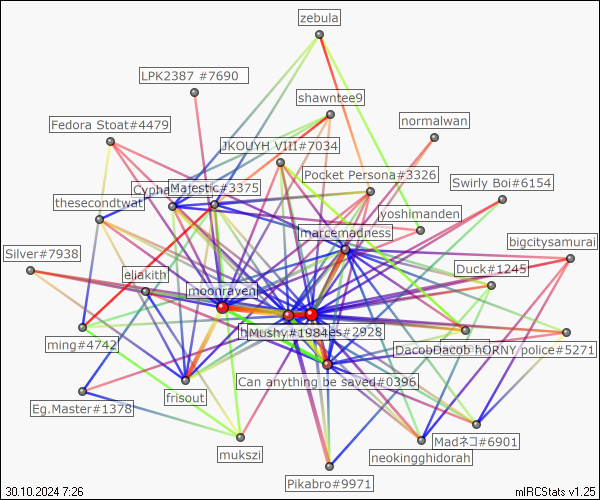 zebula
LPK2387 #7690
shawntee9
Fedora Stoat#4479
normalwan
JKOUYH VIII#7034
Pocket Persona#3326
Swirly Boi#6154
Majestic#3375
thesecondtwat
yoshimanden
marcemadness
bigcitysamurai
Silver#7938
eliakith
Duck#1245
moonraven
Mushy#1984
es#2928
ming#4742
hORNY police#5271
Can anything be saved#0396
frisout
Eg.Master#1378
Madネコ#6901
mukszi
neokingghidorah
Pikabro#9971
30.10.2024 7:26
mIRCStats v1.25